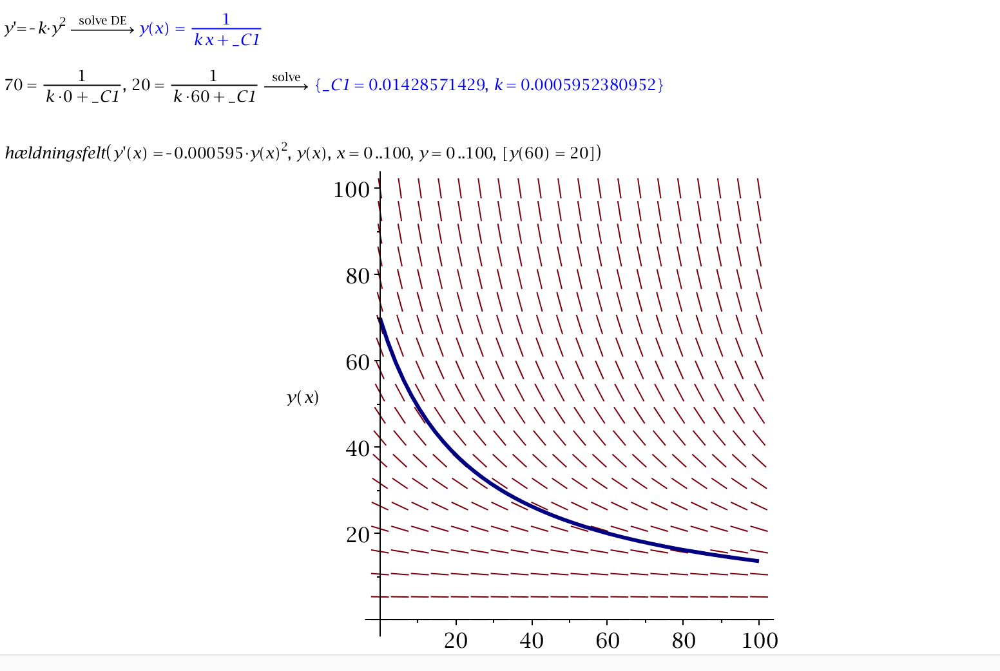 y'=-k·y² solve DE → y(x) = 1/(k x + _C1)
70 = 1/(k·0 + _C1), 20 = 1/(k·60 + _C1) solve → {_C1 = 0.01428571429, k = 0.0005952380952}
hældningsfelt(y'(x) = -0.000595·y(x)², y(x), x = 0..100, y = 0..100, [y(60) = 20])
100
80
60
y(x)
40
20
20 40 60 80 100